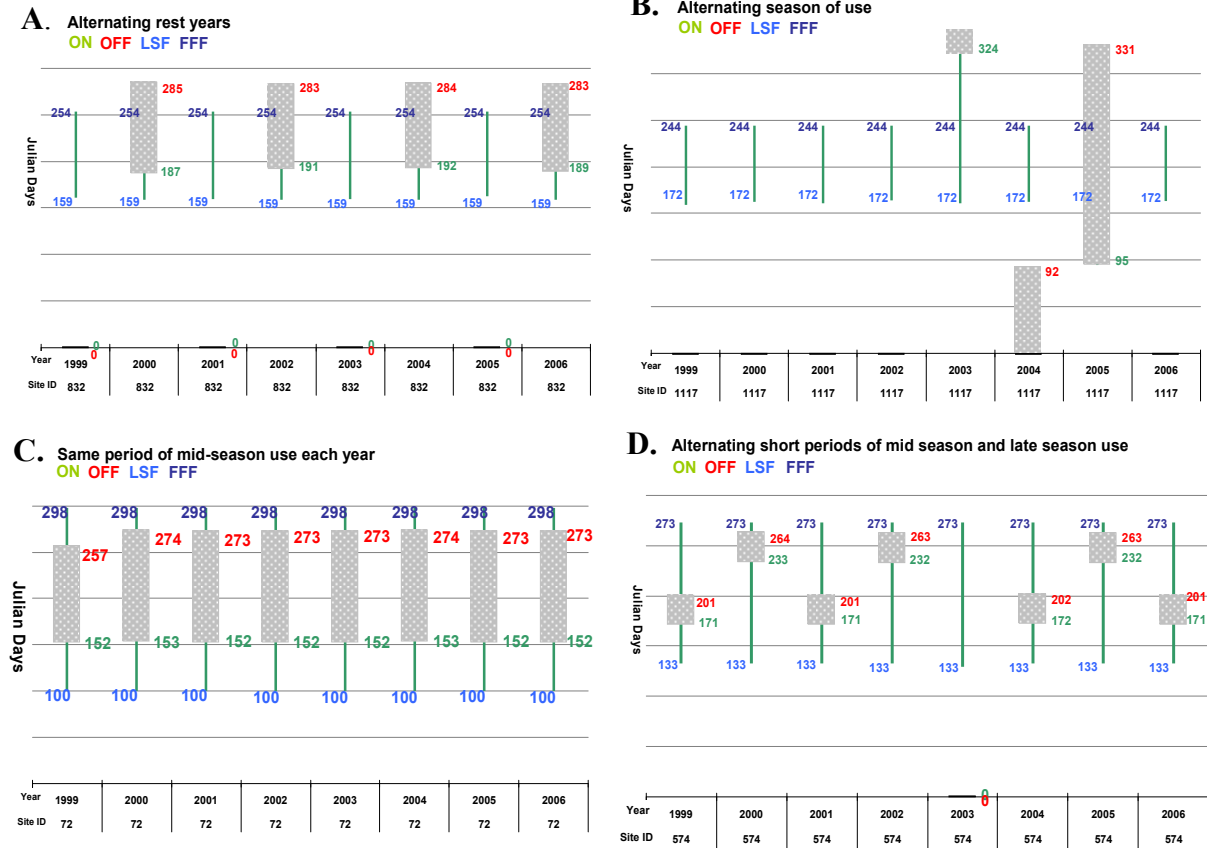 A. Alternating rest years
ON OFF LSF FFF
285 283 284 283
254 254 254 254 254 254 254 254
187 191 192 189
159 159 159 159 159 159 159 159
Julian Days
0 0 0 0
0 0 0 0
Year 1999 2000 2001 2002 2003 2004 2005 2006
Site ID 832 832 832 832 832 832 832 832
B. Alternating season of use
ON OFF LSF FFF
324 331
244 244 244 244 244 244 244 244
172 172 172 172 172 172 172 172
Julian Days
92 95
Year 1999 2000 2001 2002 2003 2004 2005 2006
Site ID 1117 1117 1117 1117 1117 1117 1117 1117
C. Same period of mid-season use each year
ON OFF LSF FFF
298 298 298 298 298 298 298 298
257 274 273 273 273 274 273 273
152 153 152 152 152 153 152 152
Julian Days
100 100 100 100 100 100 100 100
Year 1999 2000 2001 2002 2003 2004 2005 2006
Site ID 72 72 72 72 72 72 72 72
D. Alternating short periods of mid season and late season use
ON OFF LSF FFF
273 273 273 273 273 273 273 273
264 263 263
233 232 232
201 201 202 201
171 171 172 171
Julian Days
133 133 133 133 133 133 133 133
0
0
Year 1999 2000 2001 2002 2003 2004 2005 2006
Site ID 574 574 574 574 574 574 574 574